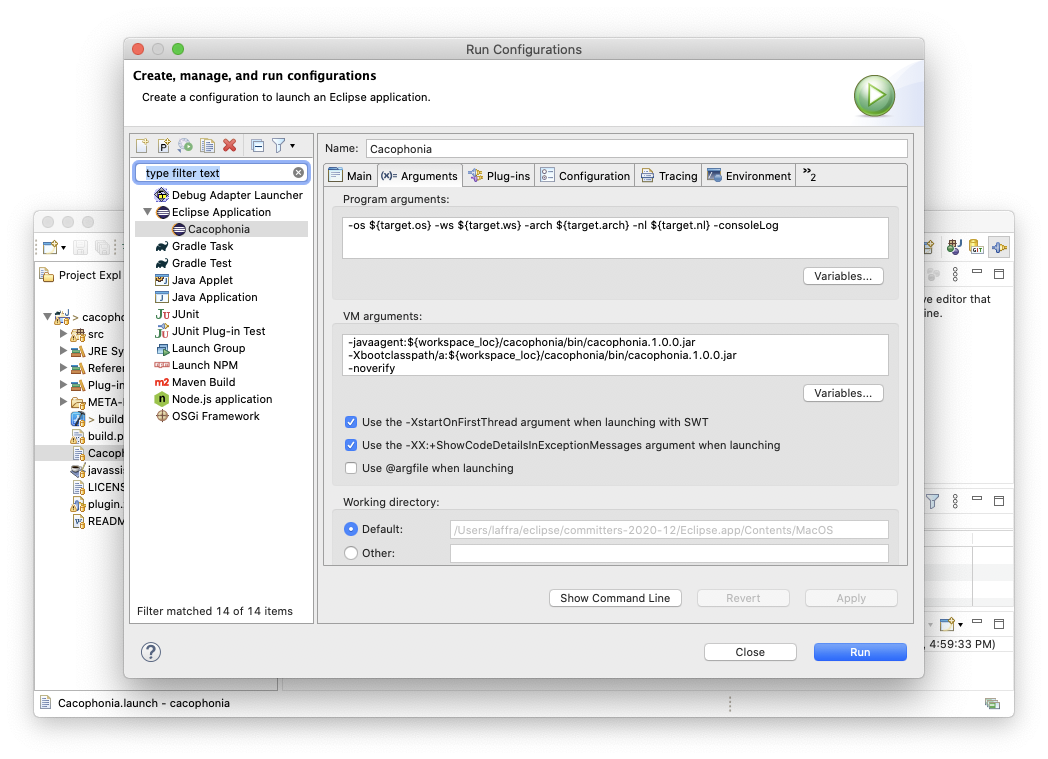 Run Configurations
Create, manage, and run configurations
Create a configuration to launch an Eclipse application.
type filter text
Debug Adapter Launcher
Eclipse Application
Cacophonia
Gradle Task
Gradle Test
Java Applet
Java Application
JUnit
JUnit Plug-in Test
Launch Group
Launch NPM
Maven Build
Node.js application
OSGi Framework
Filter matched 14 of 14 items
Name: Cacophonia
Main (x)= Arguments Plug-ins Configuration Tracing Environment »2
Program arguments:
-os ${target.os} -ws ${target.ws} -arch ${target.arch} -nl ${target.nl} -consoleLog
Variables...
VM arguments:
-javaagent:${workspace_loc}/cacophonia/bin/cacophonia.1.0.0.jar
-Xbootclasspath/a:${workspace_loc}/cacophonia/bin/cacophonia.1.0.0.jar
-noverify
Variables...
Use the -XstartOnFirstThread argument when launching with SWT
Use the -XX:+ShowCodeDetailsInExceptionMessages argument when launching
Use @argfile when launching
Working directory:
Default: /Users/laffra/eclipse/committers-2020-12/Eclipse.app/Contents/MacOS
Other:
Show Command Line Revert Apply
? Close Run
Project Expl
> cacopho
src
JRE Sy
Referen
Plug-in
META-
> build
build.p
Cacoph
javassis
LICENS
plugin.
READM
ve editor that
ine.
, 4:59:33 PM)
Cacophonia.launch - cacophonia